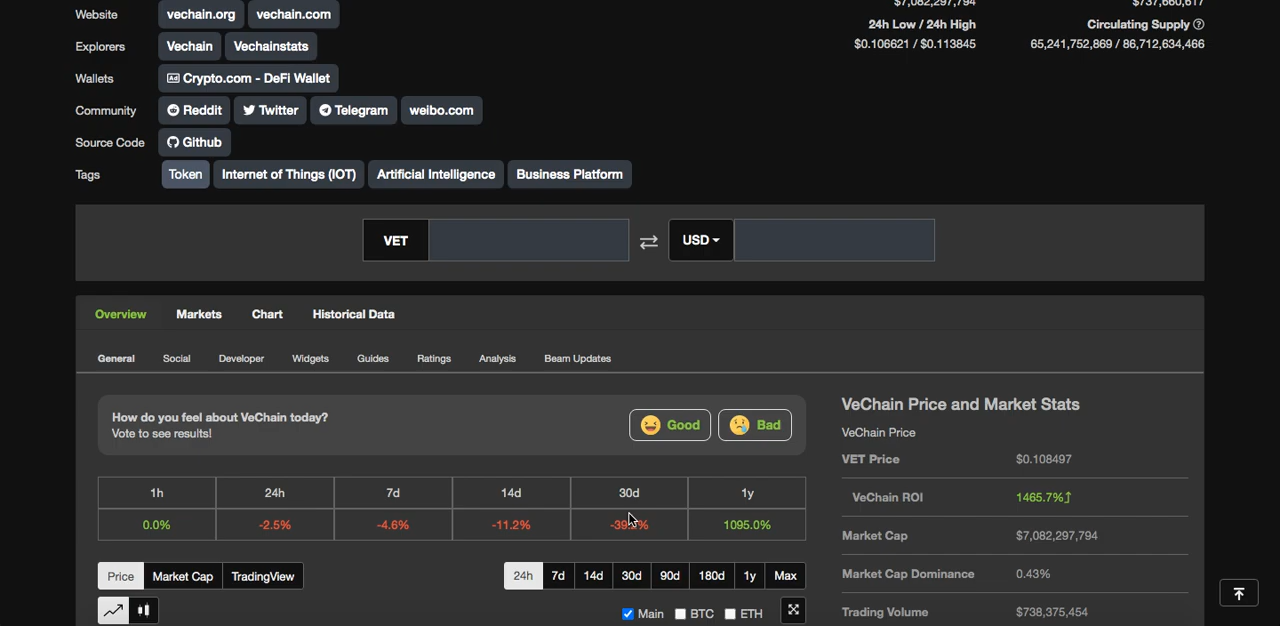 $7,082,297,794 $737,660,617
Website vechain.org vechain.com
24h Low / 24h High Circulating Supply
Explorers Vechain Vechainstats
$0.106621 / $0.113845 65,241,752,869 / 86,712,634,466
Wallets Ad Crypto.com - DeFi Wallet
Community Reddit Twitter Telegram weibo.com
Source Code Github
Tags Token Internet of Things (IOT) Artificial Intelligence Business Platform
VET USD
Overview Markets Chart Historical Data
General Social Developer Widgets Guides Ratings Analysis Beam Updates
How do you feel about VeChain today?
Vote to see results!
Good Bad
1h 24h 7d 14d 30d 1y
0.0% -2.5% -4.6% -11.2% 1095.0%
Price Market Cap TradingView
24h 7d 14d 30d 90d 180d 1y Max
Main BTC ETH
VeChain Price and Market Stats
VeChain Price
VET Price $0.108497
VeChain ROI 1465.7%
Market Cap $7,082,297,794
Market Cap Dominance 0.43%
Trading Volume $738,375,454